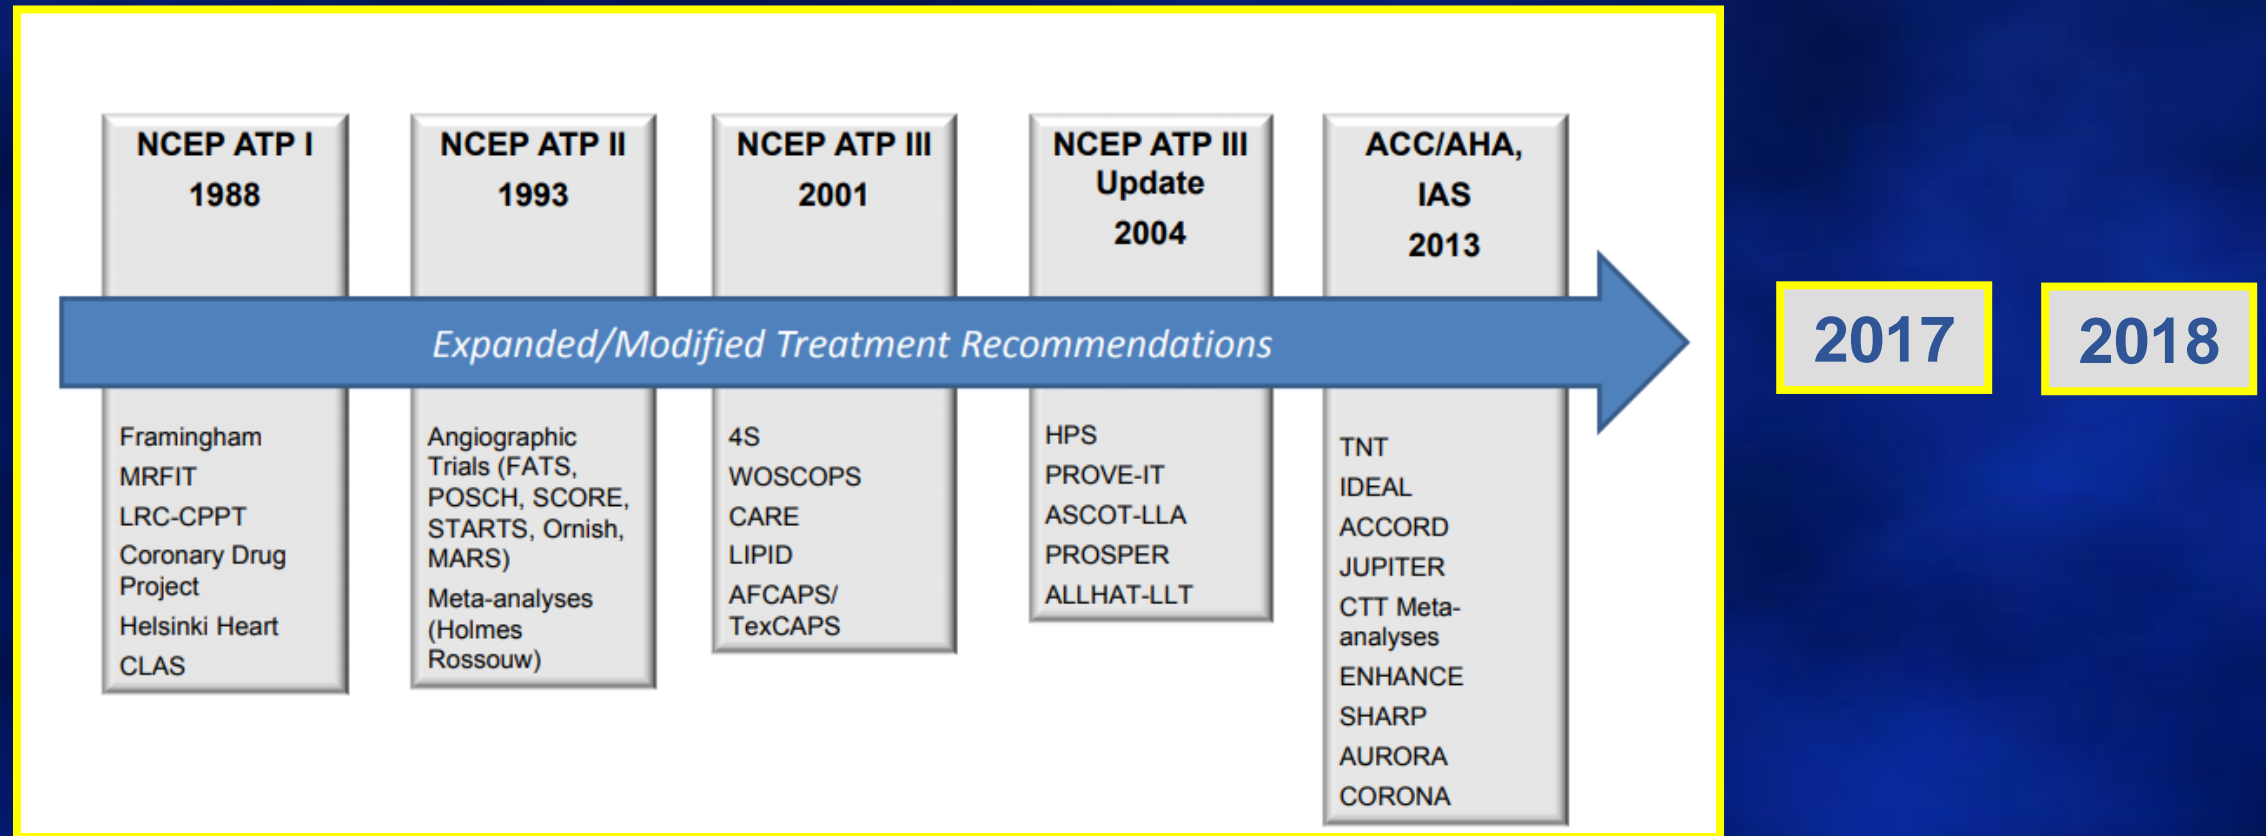 NCEP ATP I
1988
NCEP ATP II
1993
NCEP ATP III
2001
NCEP ATP III
Update
2004
ACC/AHA,
IAS
2013
Expanded/Modified Treatment Recommendations
2017
2018
Framingham
MRFIT
LRC-CPPT
Coronary Drug
Project
Helsinki Heart
CLAS
Angiographic
Trials (FATS,
POSCH, SCORE,
STARTS, Ornish,
MARS)
Meta-analyses
(Holmes
Rossouw)
4S
WOSCOPS
CARE
LIPID
AFCAPS/
TexCAPS
HPS
PROVE-IT
ASCOT-LLA
PROSPER
ALLHAT-LLT
TNT
IDEAL
ACCORD
JUPITER
CTT Meta-
analyses
ENHANCE
SHARP
AURORA
CORONA